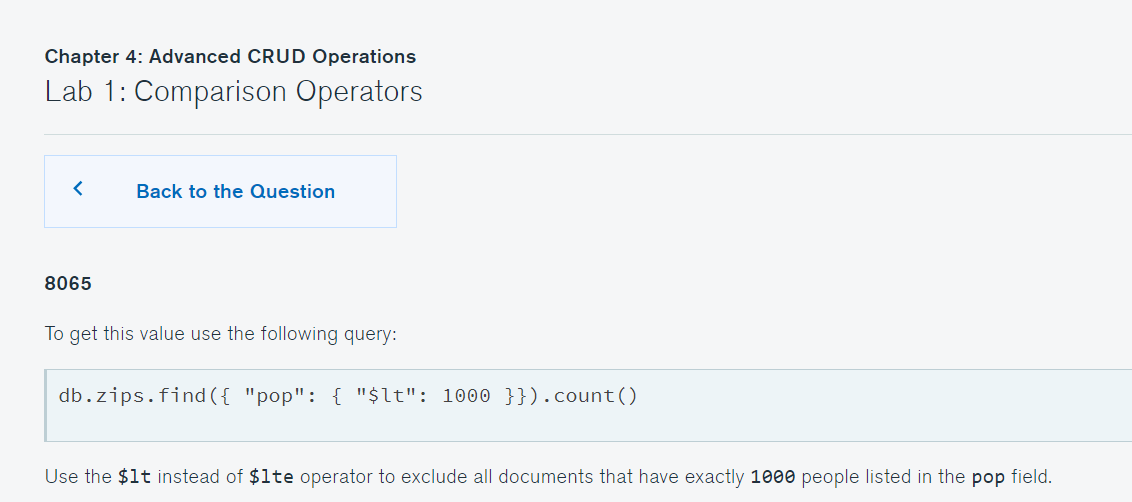 Chapter 4: Advanced CRUD Operations
Lab 1: Comparison Operators
Back to the Question
8065
To get this value use the following query:
db.zips.find({ "pop": { "$lt": 1000 }}).count()
Use the $lt instead of $lte operator to exclude all documents that have exactly 1000 people listed in the pop field.